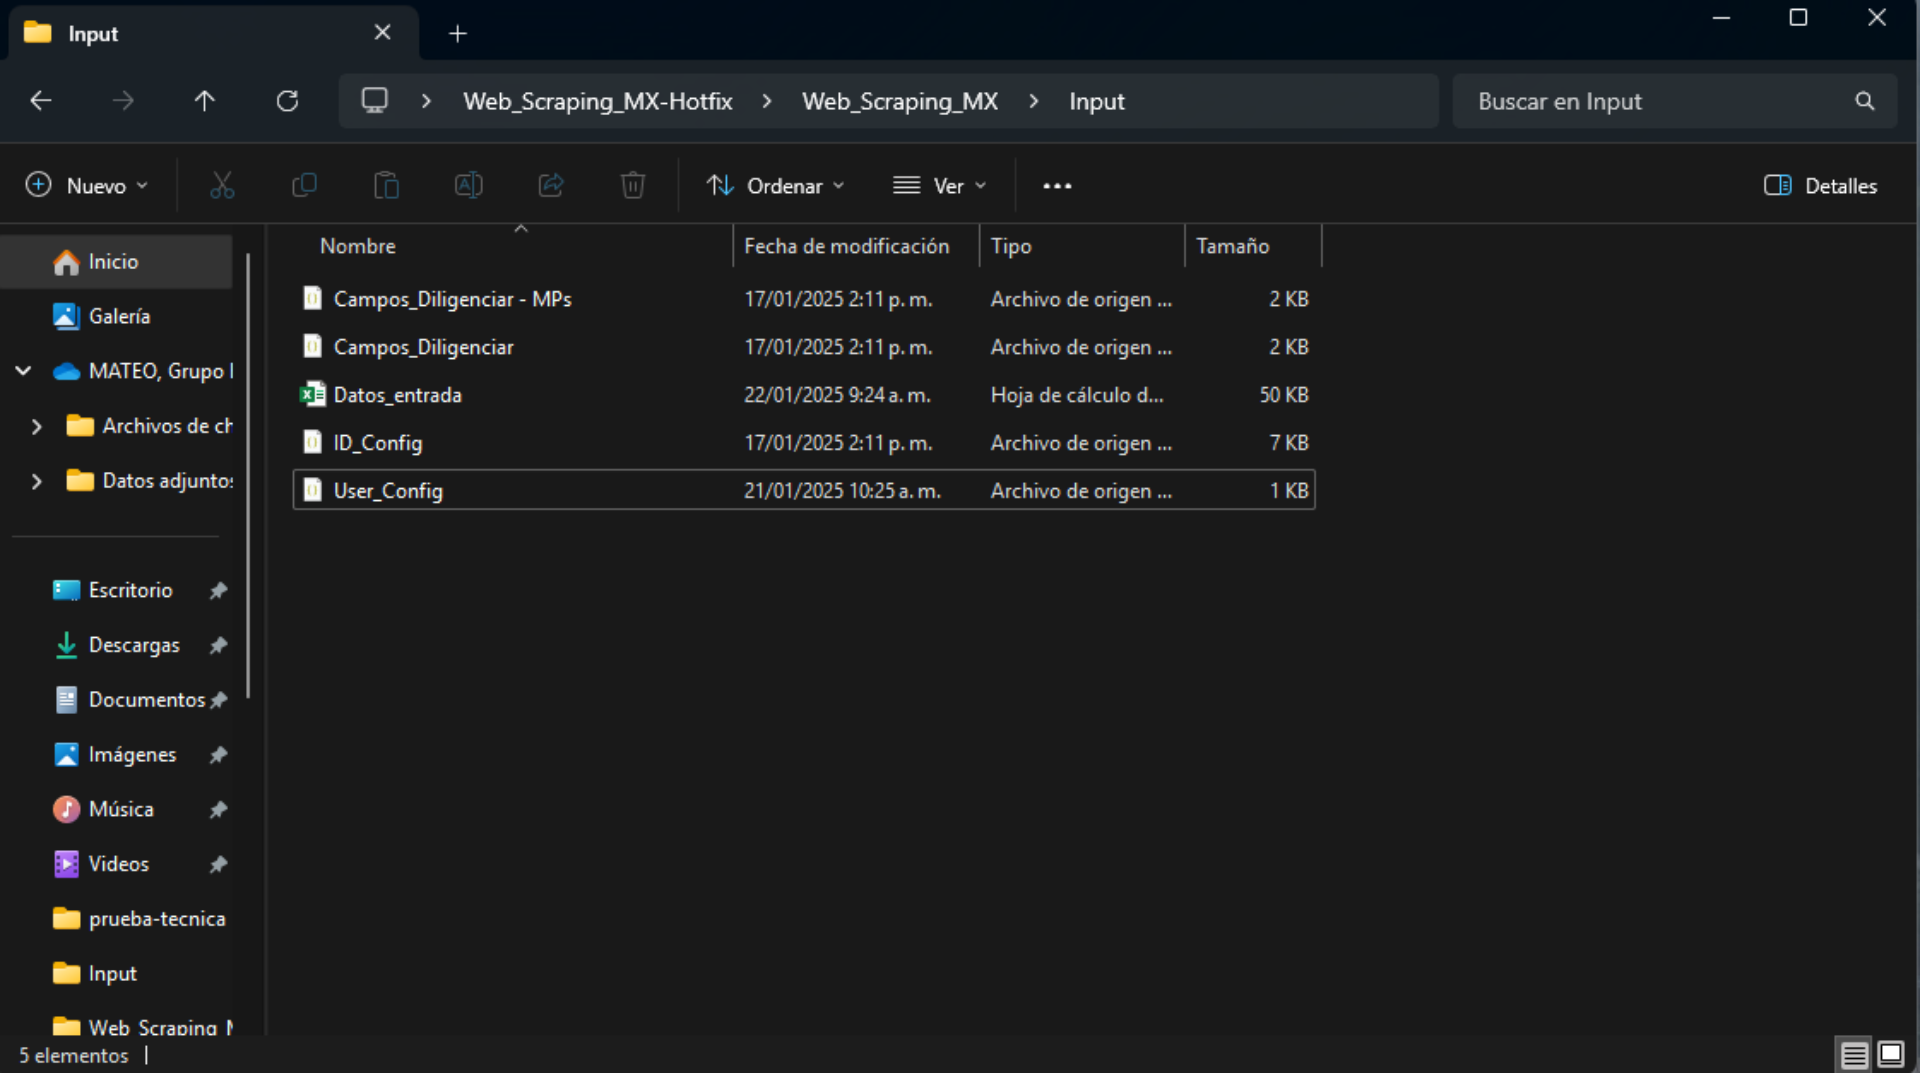 Input
Web_Scraping_MX-Hotfix > Web_Scraping_MX > Input
Buscar en Input
Nuevo
Ordenar
Ver
Detalles
Nombre Fecha de modificación Tipo Tamaño
Campos_Diligenciar - MPs 17/01/2025 2:11 p. m. Archivo de origen ... 2 KB
Campos_Diligenciar 17/01/2025 2:11 p. m. Archivo de origen ... 2 KB
Datos_entrada 22/01/2025 9:24 a. m. Hoja de cálculo d... 50 KB
ID_Config 17/01/2025 2:11 p. m. Archivo de origen ... 7 KB
User_Config 21/01/2025 10:25 a. m. Archivo de origen ... 1 KB
Inicio
Galería
MATEO, Grupo
Archivos de ch
Datos adjuntos
Escritorio
Descargas
Documentos
Imágenes
Música
Videos
prueba-tecnica
Input
Web_Scraping_M
5 elementos